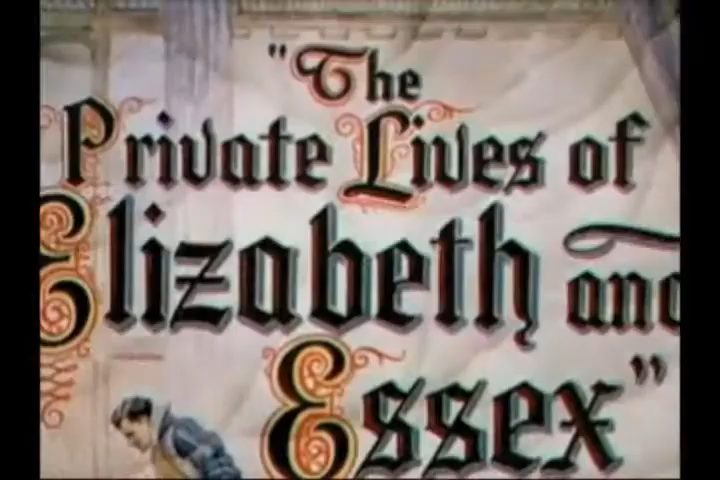 "The
Private Lives of
Elizabeth and
Essex"